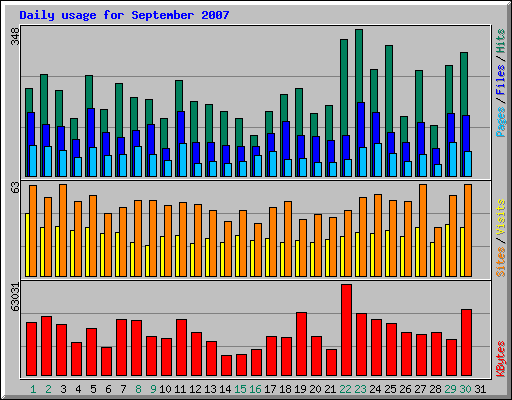 Daily usage for September 2007
348
Pages / Files / Hits
63
Sites / Visits
63031
KBytes
1 2 3 4 5 6 7 8 9 10 11 12 13 14 15 16 17 18 19 20 21 22 23 24 25 26 27 28 29 30 31